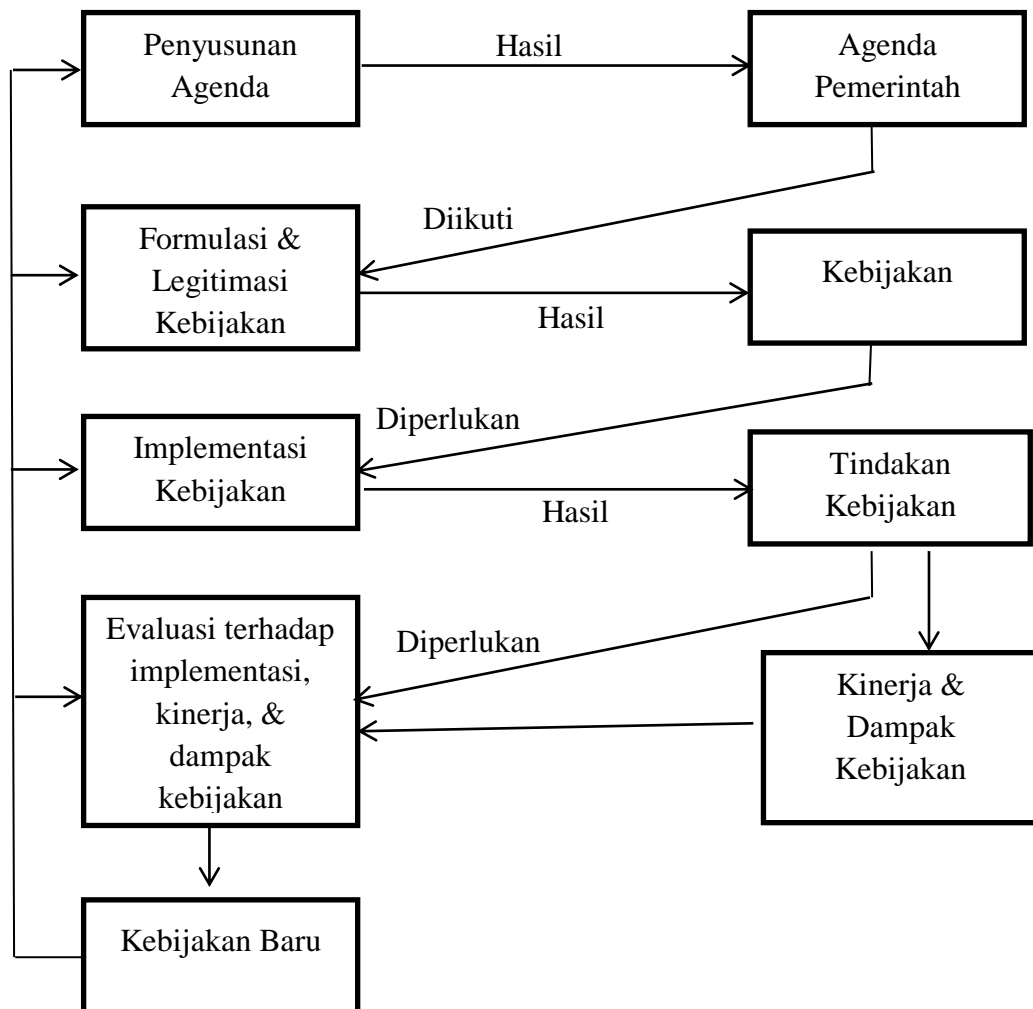 Penyusunan
Agenda
Hasil
Agenda
Pemerintah
Diikuti
Formulasi &
Legitimasi
Kebijakan
Hasil
Kebijakan
Diperlukan
Implementasi
Kebijakan
Hasil
Tindakan
Kebijakan
Diperlukan
Evaluasi terhadap
implementasi,
kinerja, &
dampak
kebijakan
Kinerja &
Dampak
Kebijakan
Kebijakan Baru